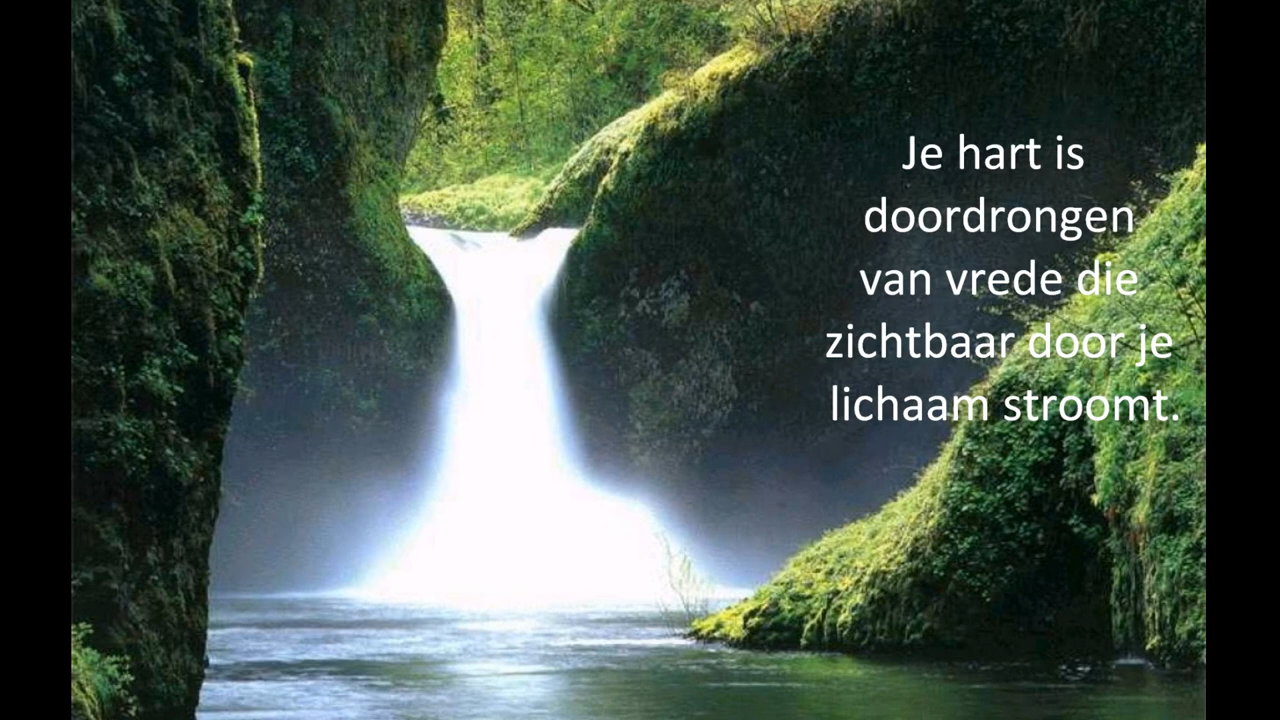 Je hart is
doordrongen
van vrede die
zichtbaar door je
lichaam stroomt.